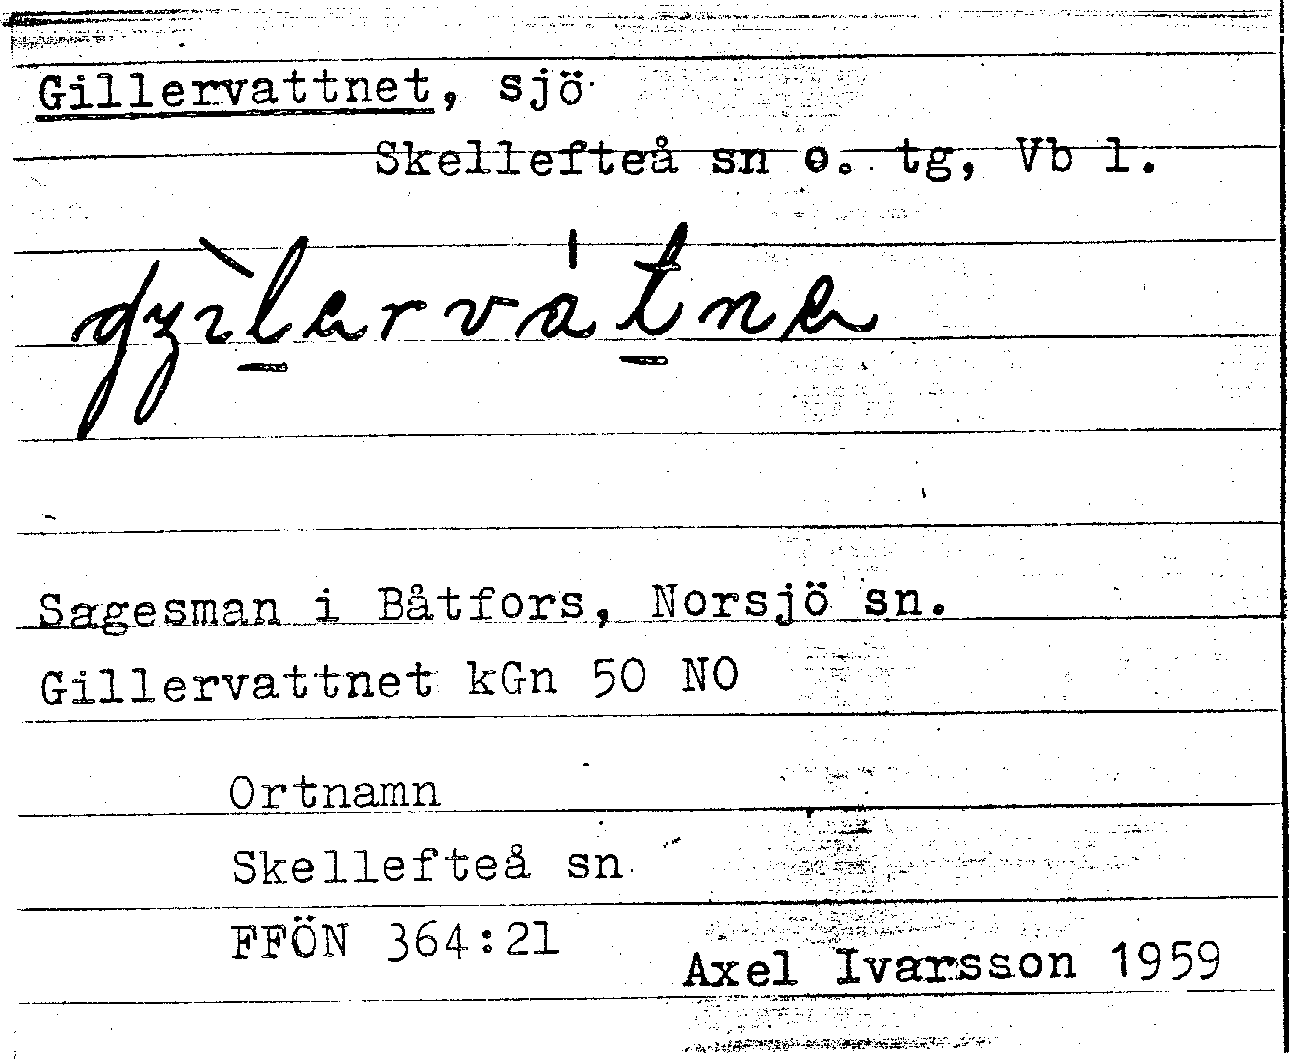 Gillervattnet, sjö
Skellefteå sn o. tg, Vb l.
Sagesman i Båtfors, Norsjö sn.
Gillervattnet kGn 50 NO
Ortnamn
Skellefteå sn
FFÖN 364:21
Axel Ivarsson 1959